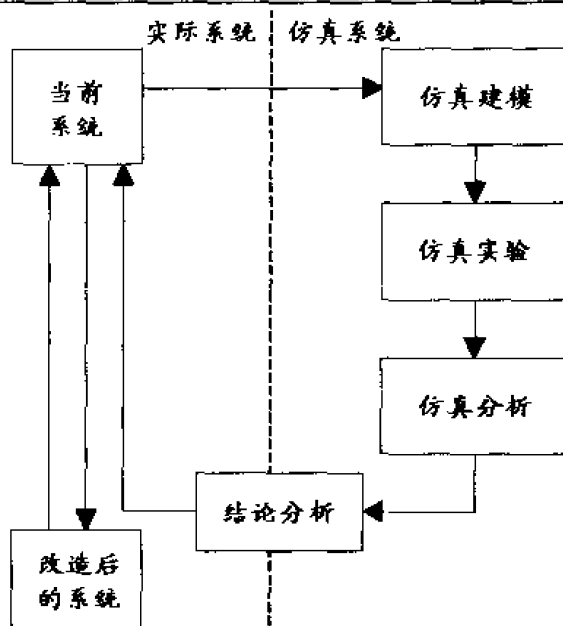 实际系统
仿真系统
当前
系统
仿真建模
仿真实验
仿真分析
结论分析
改造后
的系统